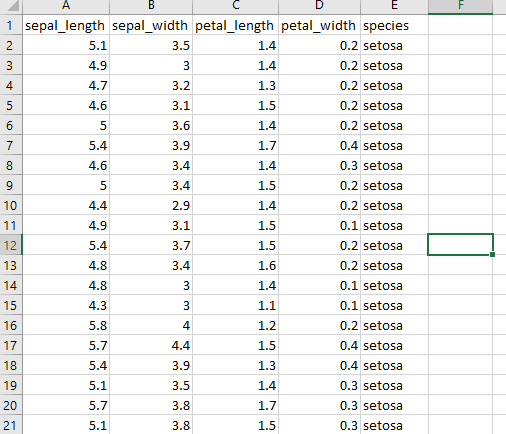 A B C D E F
1 sepal_length sepal_width petal_length petal_width species
2 5.1 3.5 1.4 0.2 setosa
3 4.9 3 1.4 0.2 setosa
4 4.7 3.2 1.3 0.2 setosa
5 4.6 3.1 1.5 0.2 setosa
6 5 3.6 1.4 0.2 setosa
7 5.4 3.9 1.7 0.4 setosa
8 4.6 3.4 1.4 0.3 setosa
9 5 3.4 1.5 0.2 setosa
10 4.4 2.9 1.4 0.2 setosa
11 4.9 3.1 1.5 0.1 setosa
12 5.4 3.7 1.5 0.2 setosa
13 4.8 3.4 1.6 0.2 setosa
14 4.8 3 1.4 0.1 setosa
15 4.3 3 1.1 0.1 setosa
16 5.8 4 1.2 0.2 setosa
17 5.7 4.4 1.5 0.4 setosa
18 5.4 3.9 1.3 0.4 setosa
19 5.1 3.5 1.4 0.3 setosa
20 5.7 3.8 1.7 0.3 setosa
21 5.1 3.8 1.5 0.3 setosa